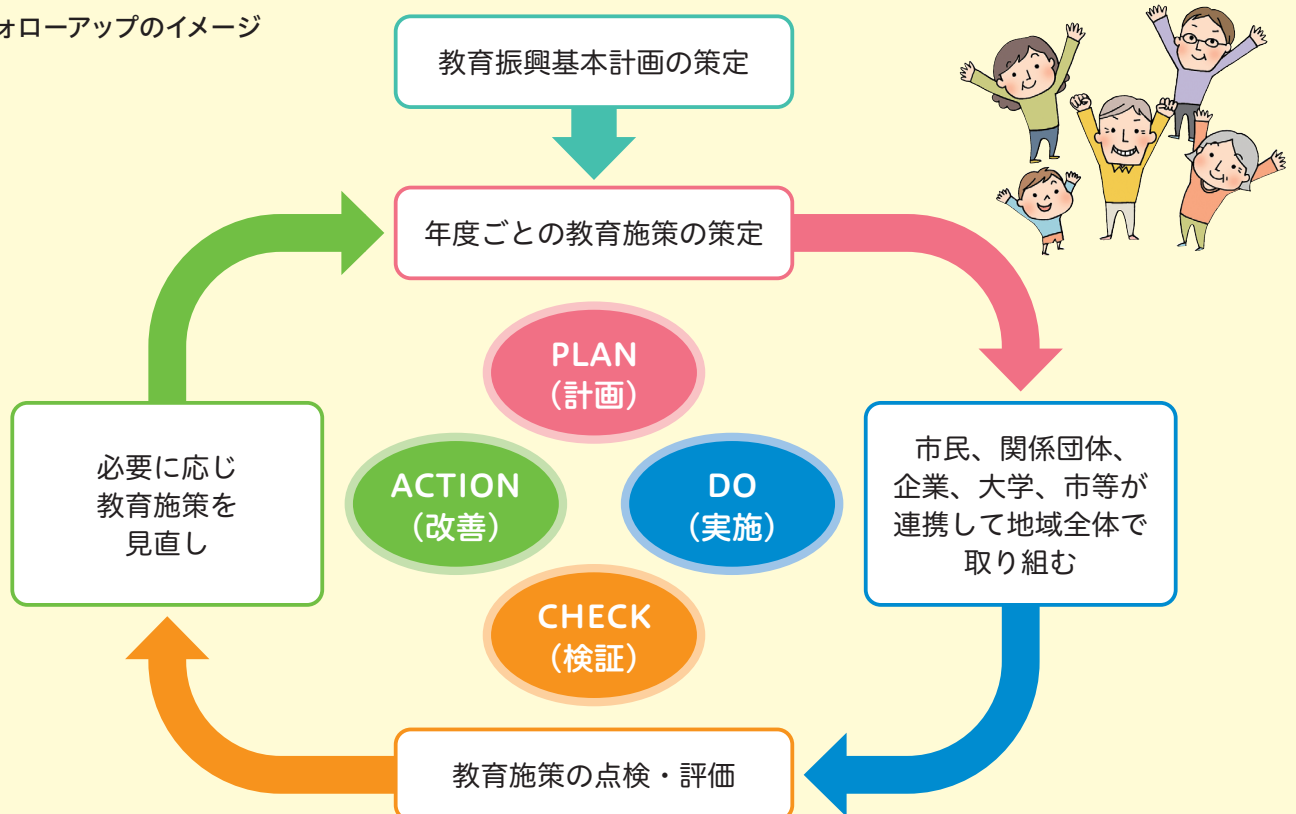 ォローアップのイメージ
教育振興基本計画の策定
年度ごとの教育施策の策定
PLAN
（計画）
ACTION
（改善）
DO
（実施）
CHECK
（検証）
必要に応じ
教育施策を
見直し
市民、関係団体、
企業、大学、市等が
連携して地域全体で
取り組む
教育施策の点検・評価